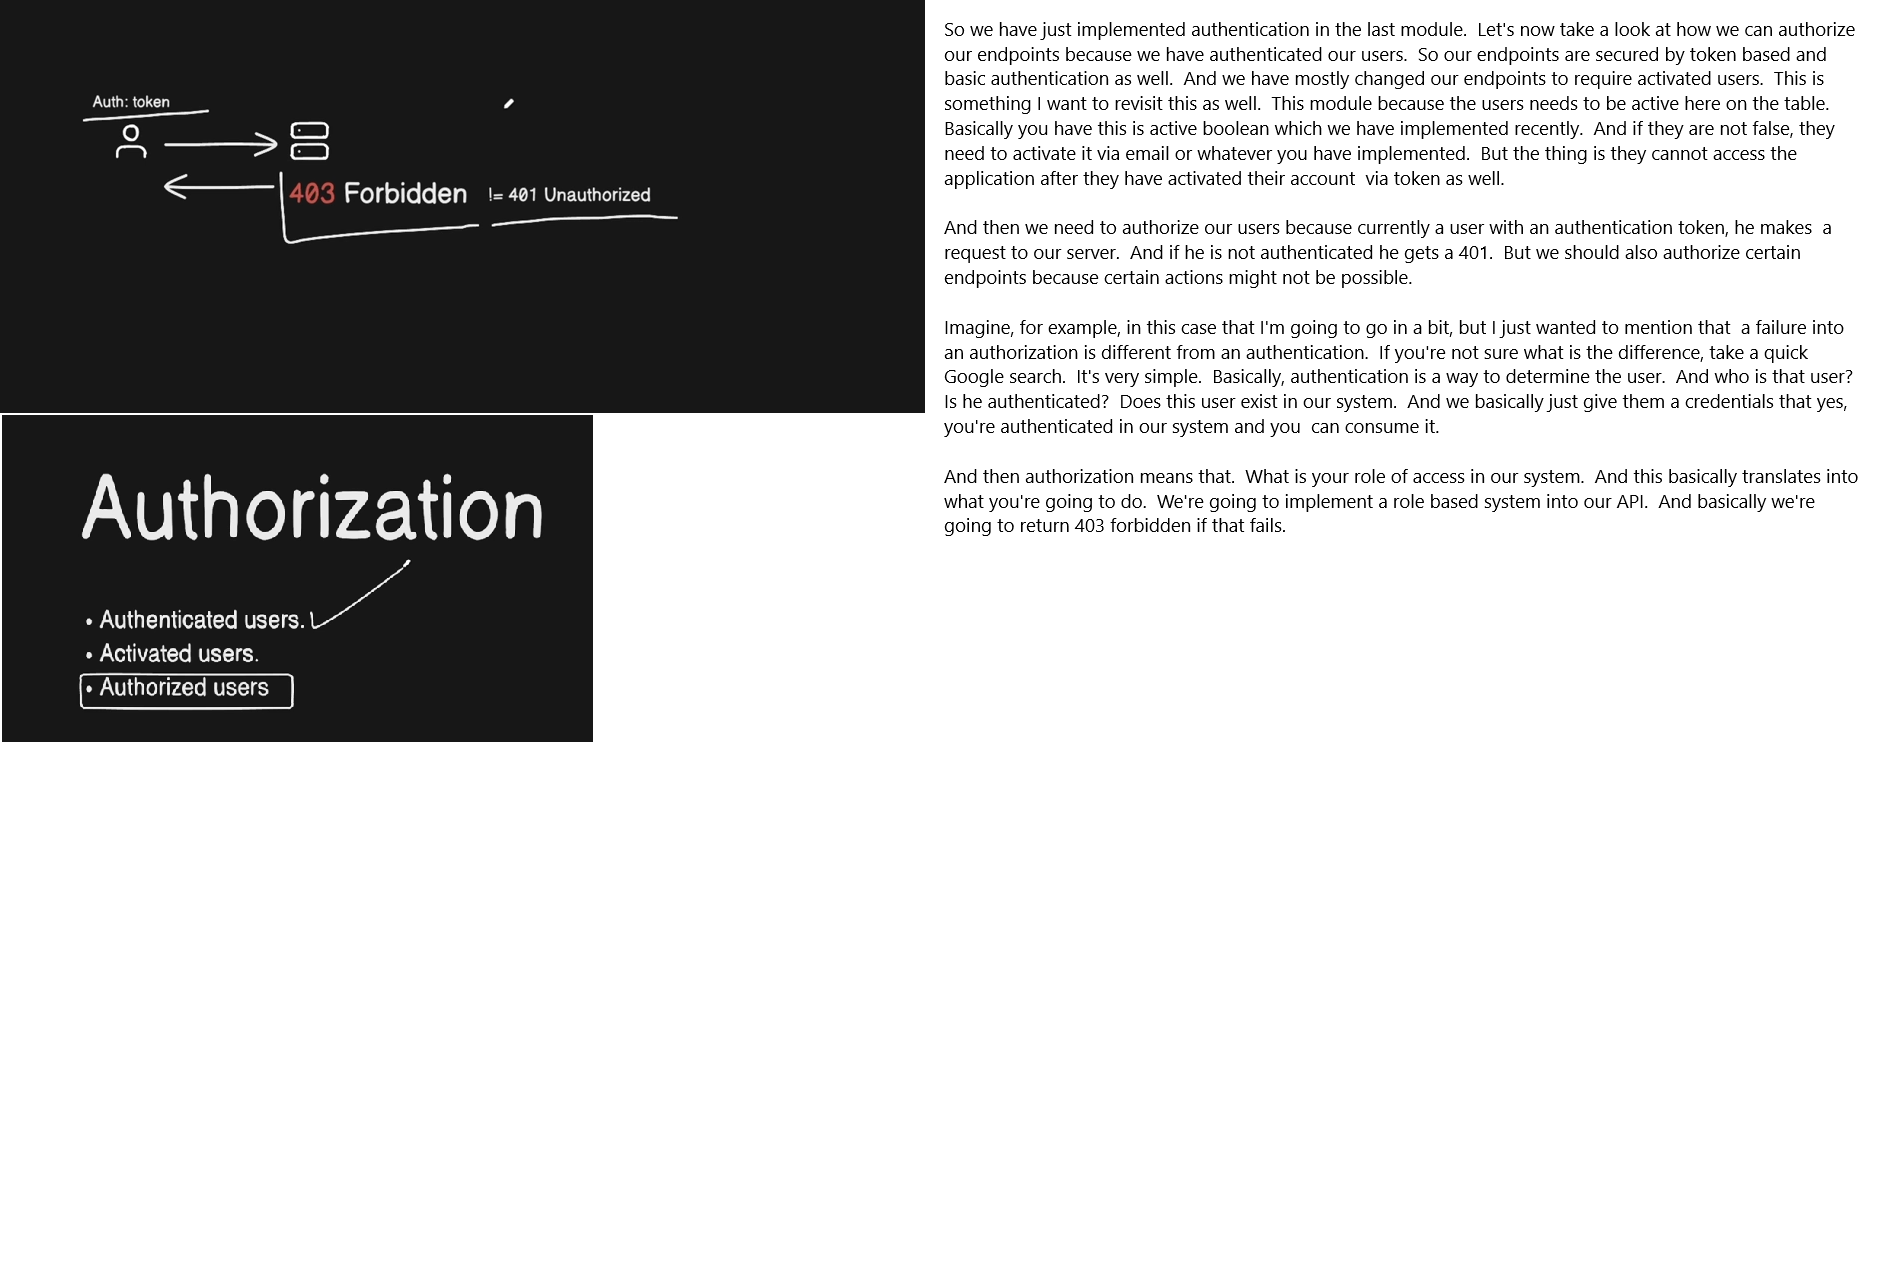 Auth: token
403 Forbidden != 401 Unauthorized
Authorization
• Authenticated users.
• Activated users.
• Authorized users
So we have just implemented authentication in the last module.  Let's now take a look at how we can authorize
our endpoints because we have authenticated our users.  So our endpoints are secured by token based and
basic authentication as well.  And we have mostly changed our endpoints to require activated users.  This is
something I want to revisit this as well.  This module because the users needs to be active here on the table.
Basically you have this is active boolean which we have implemented recently.  And if they are not false, they
need to activate it via email or whatever you have implemented.  But the thing is they cannot access the
application after they have activated their account  via token as well.
And then we need to authorize our users because currently a user with an authentication token, he makes  a
request to our server.  And if he is not authenticated he gets a 401.  But we should also authorize certain
endpoints because certain actions might not be possible.
Imagine, for example, in this case that I'm going to go in a bit, but I just wanted to mention that  a failure into
an authorization is different from an authentication.  If you're not sure what is the difference, take a quick
Google search.  It's very simple.  Basically, authentication is a way to determine the user.  And who is that user?
Is he authenticated?  Does this user exist in our system.  And we basically just give them a credentials that yes,
you're authenticated in our system and you  can consume it.
And then authorization means that.  What is your role of access in our system.  And this basically translates into
what you're going to do.  We're going to implement a role based system into our API.  And basically we're
going to return 403 forbidden if that fails.